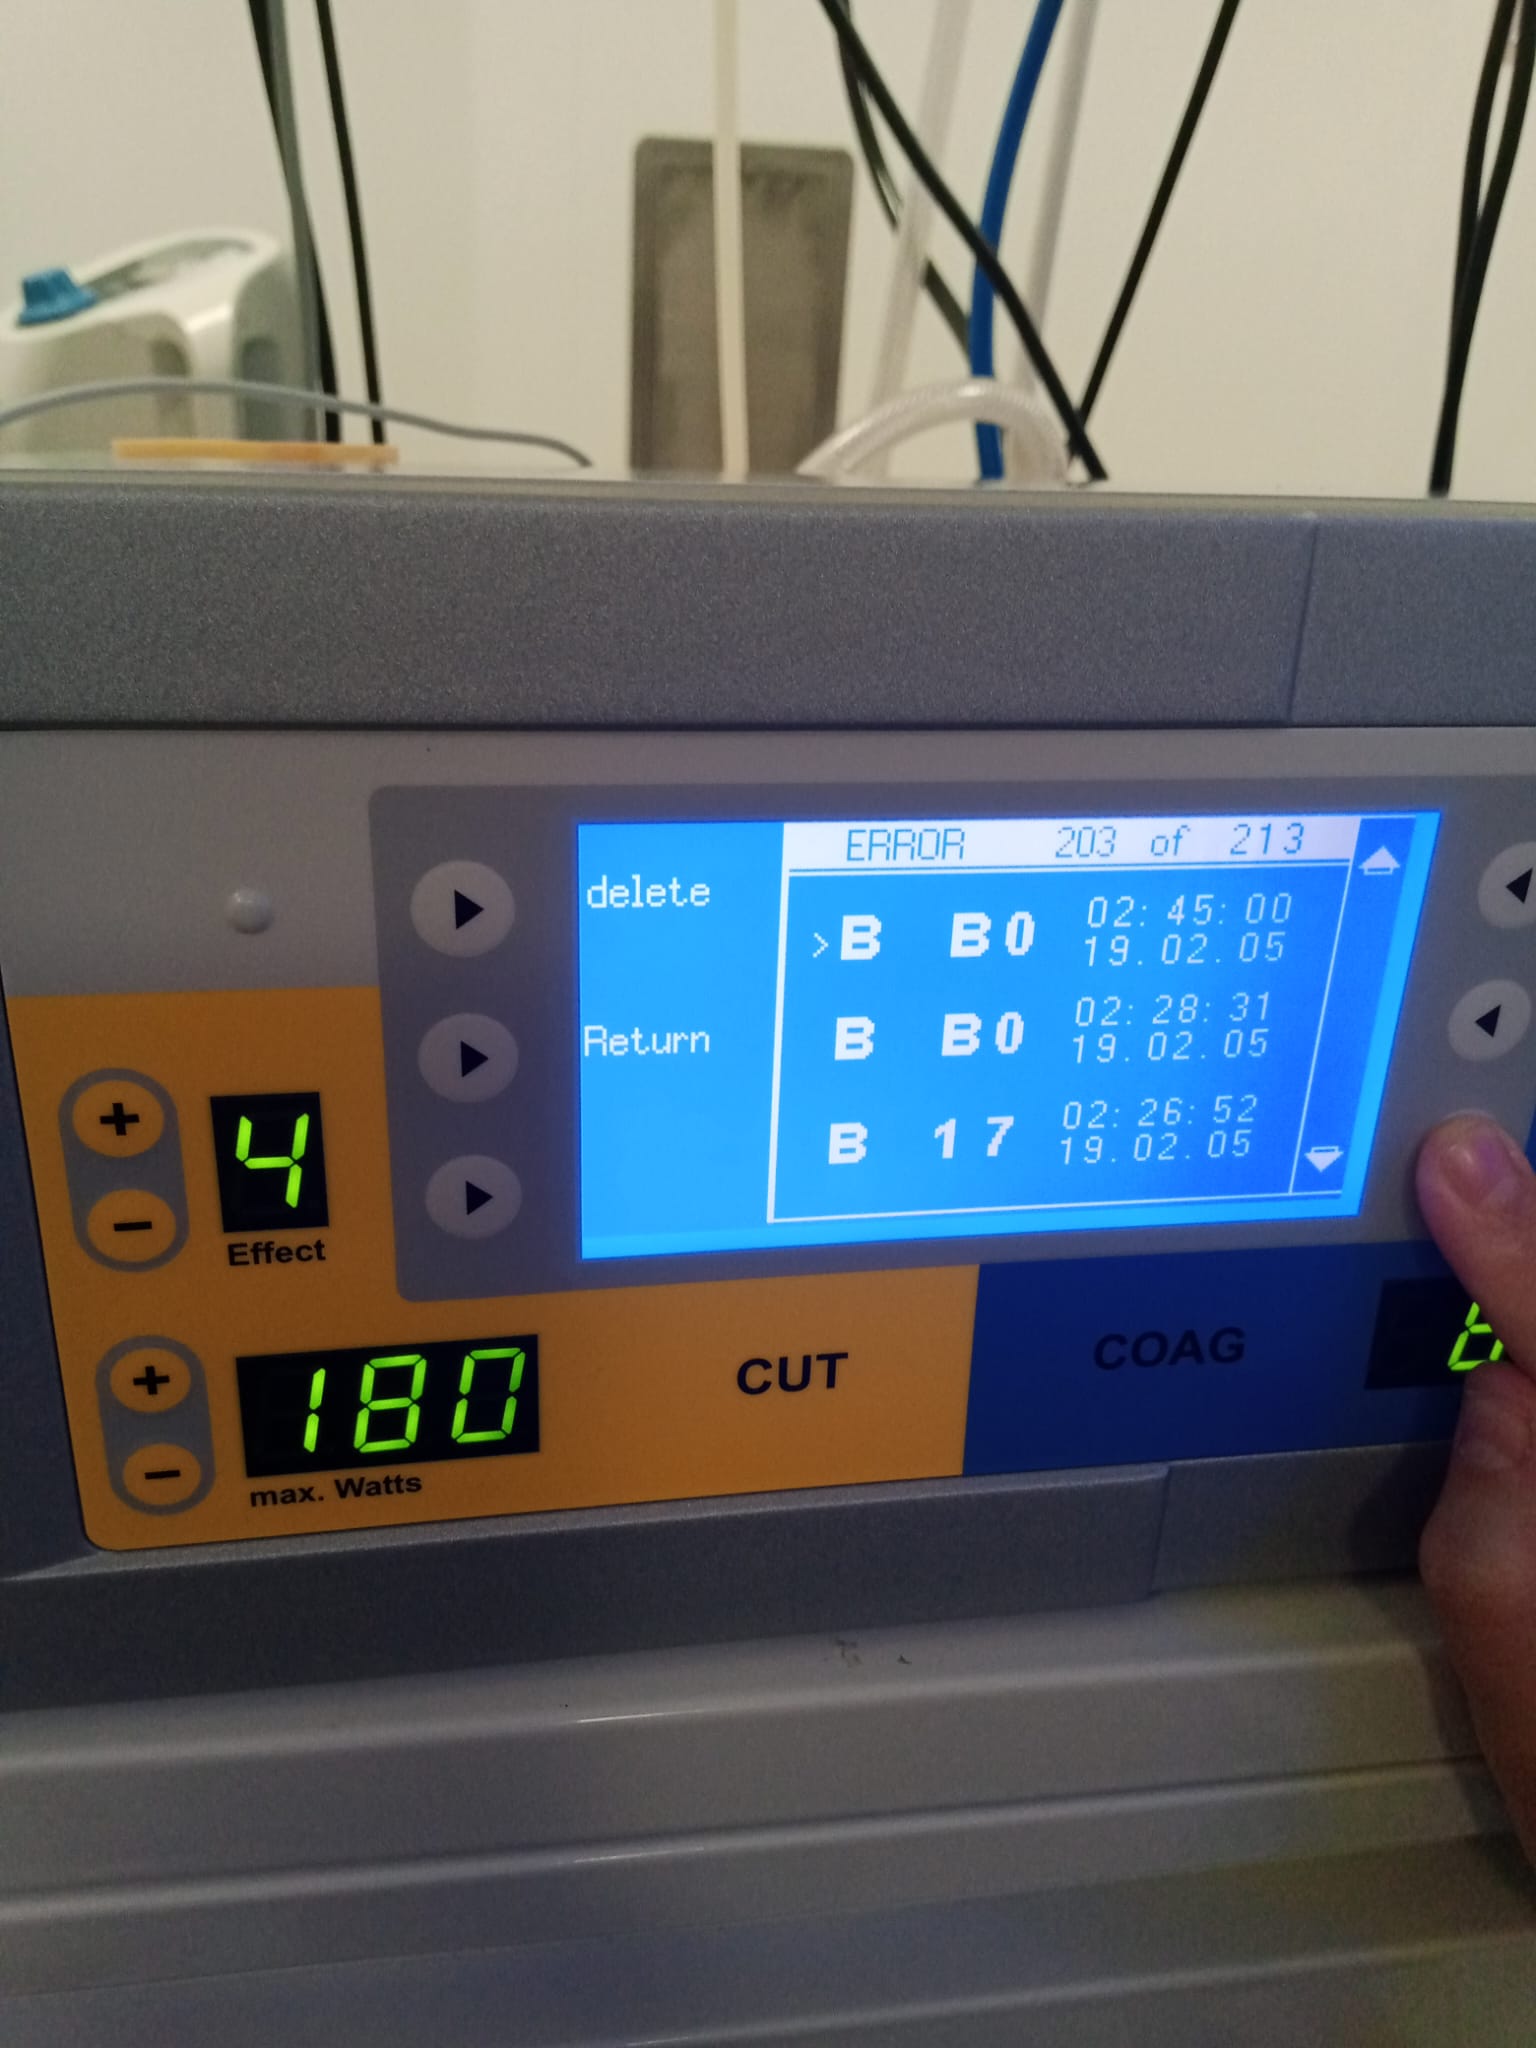 ERROR 203 of 213
delete
>B B0 02:45:00
19.02.05
Return
B B0 02:28:31
19.02.05
B 17 02:26:52
19.02.05
+
4
-
Effect
+
180
-
max. Watts
CUT
COAG